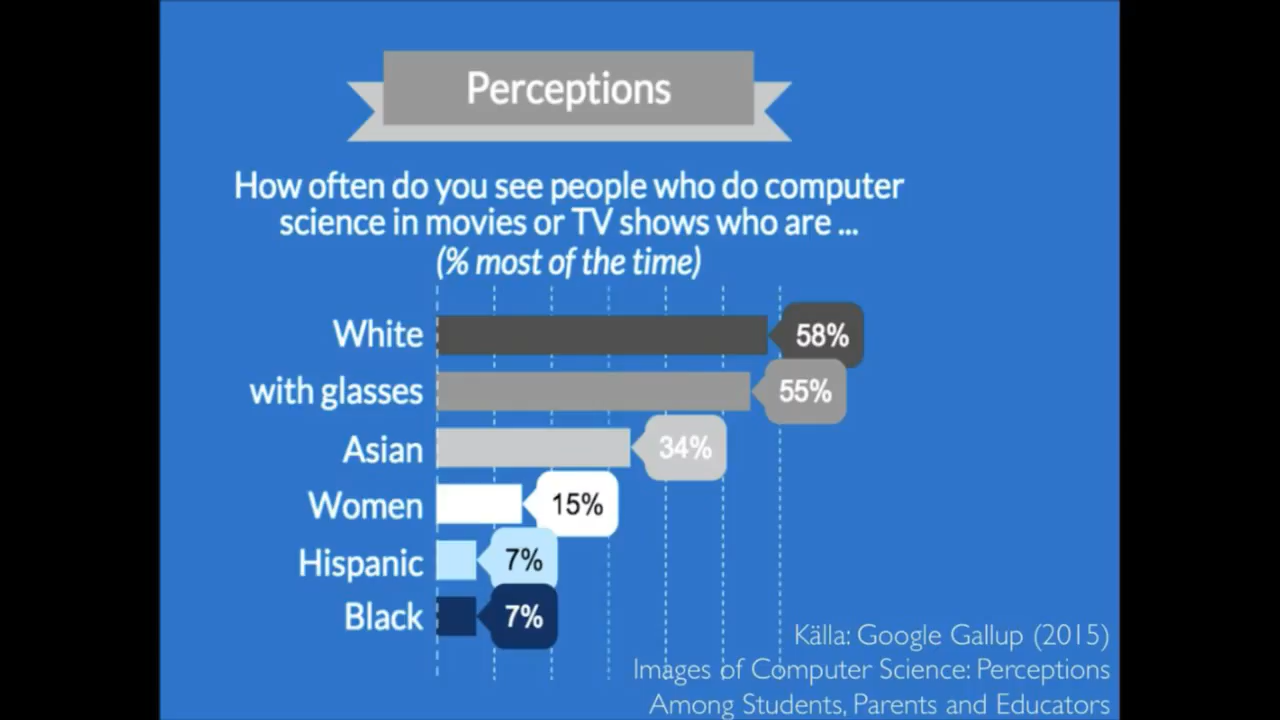 Perceptions
How often do you see people who do computer
science in movies or TV shows who are ...
(% most of the time)
White 58%
with glasses 55%
Asian 34%
Women 15%
Hispanic 7%
Black 7%
Källa: Google Gallup (2015)
Images of Computer Science: Perceptions
Among Students, Parents and Educators